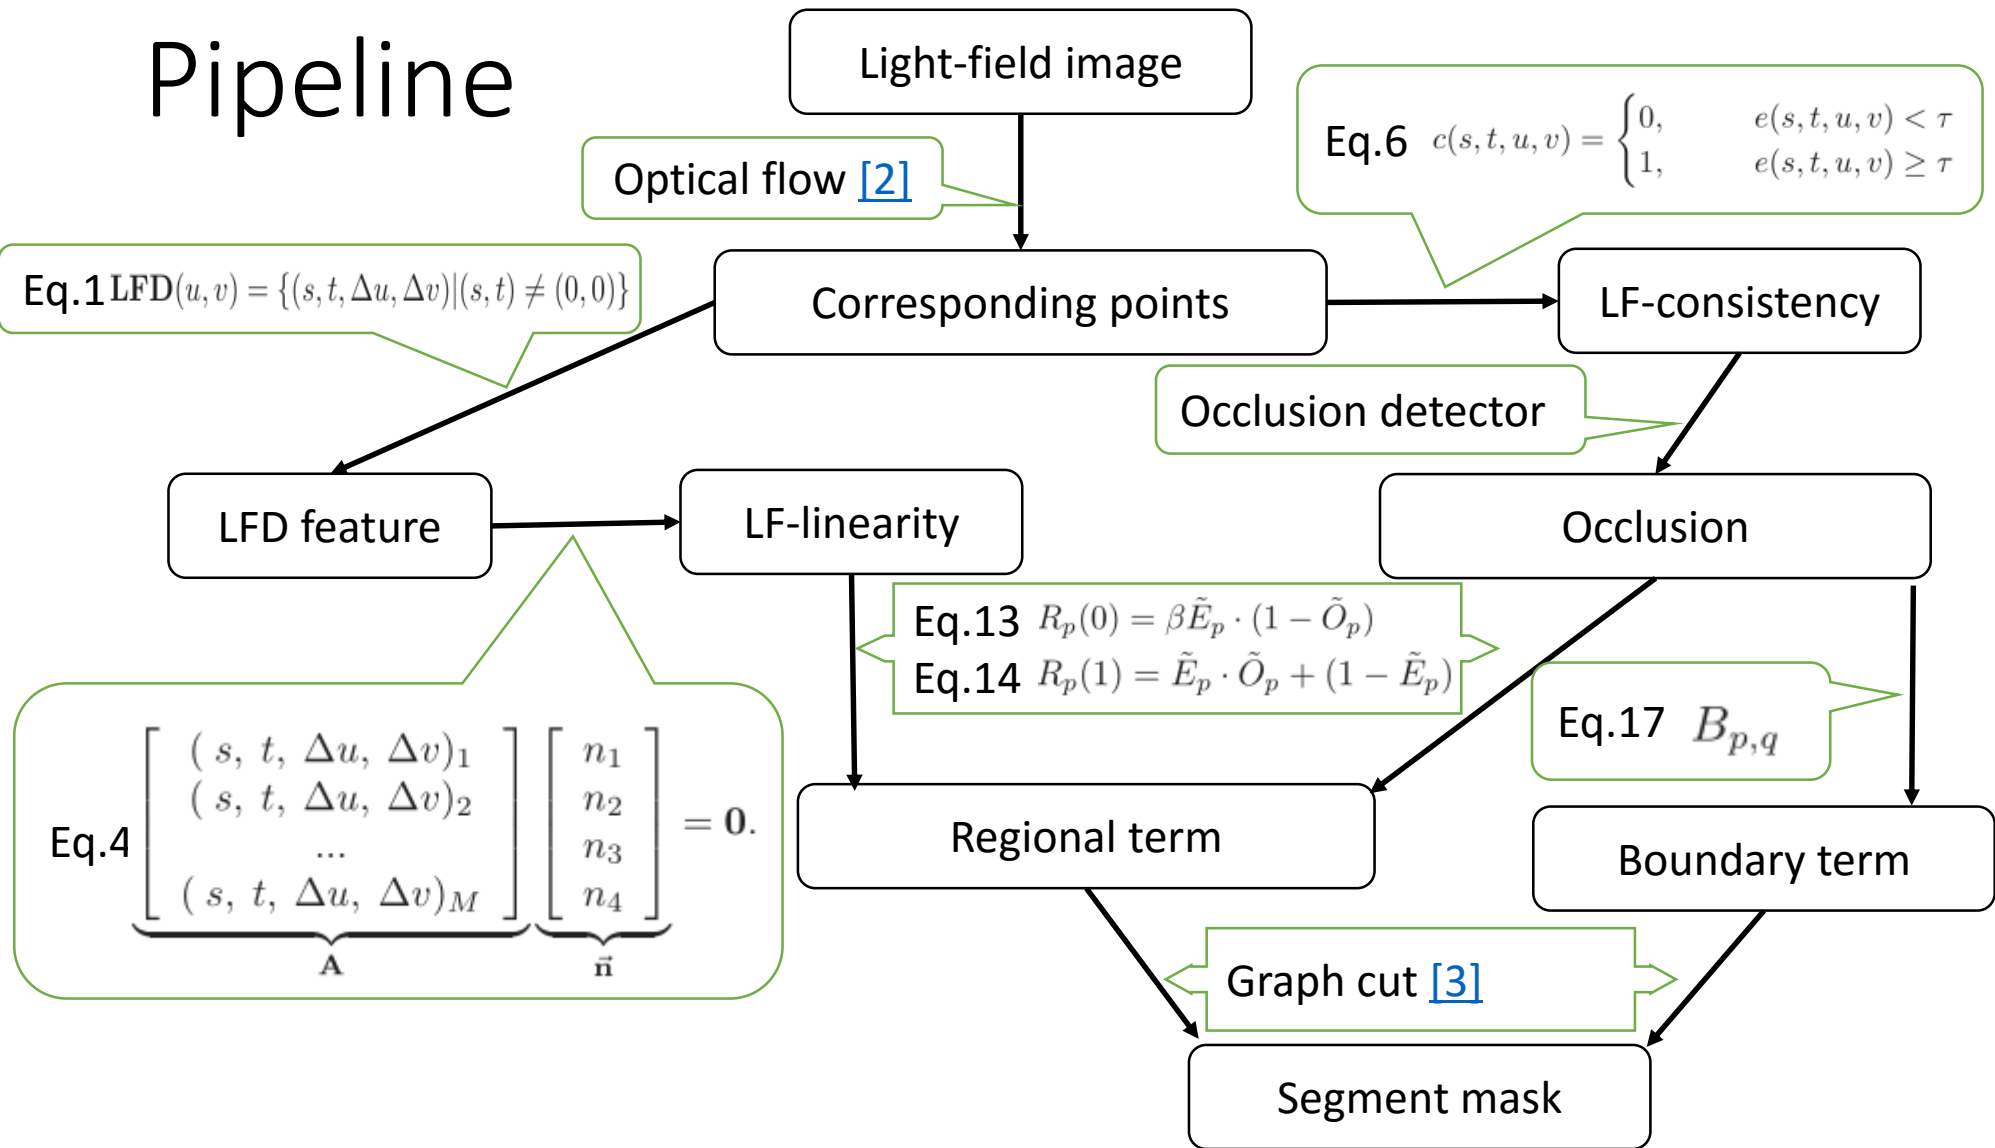 Pipeline
Light-field image
Optical flow [2]
Eq.6 c(s, t, u, v) = { 0, e(s, t, u, v) < τ
1, e(s, t, u, v) ≥ τ
Eq.1 LFD(u, v) = {(s, t, Δu, Δv)|(s, t) ≠ (0, 0)}
Corresponding points
LF-consistency
Occlusion detector
LFD feature
LF-linearity
Occlusion
Eq.13 R_p(0) = βẼ_p · (1 − Õ_p)
Eq.14 R_p(1) = Ẽ_p · Õ_p + (1 − Ẽ_p)
Eq.17 B_{p,q}
Eq.4
( s, t, Δu, Δv)_1
( s, t, Δu, Δv)_2
...
( s, t, Δu, Δv)_M
A
n_1
n_2
n_3
n_4
n⃗
= 0.
Regional term
Boundary term
Graph cut [3]
Segment mask